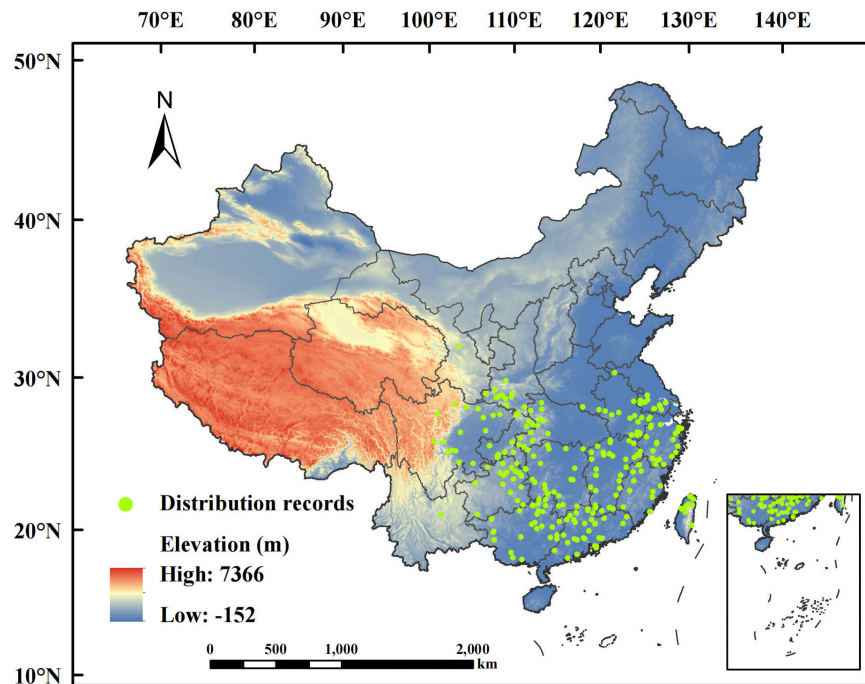 70°E 80°E 90°E 100°E 110°E 120°E 130°E 140°E
50°N
N
40°N
30°N
Distribution records
20°N
Elevation (m)
High: 7366
Low: -152
0 500 1,000 2,000
km
10°N